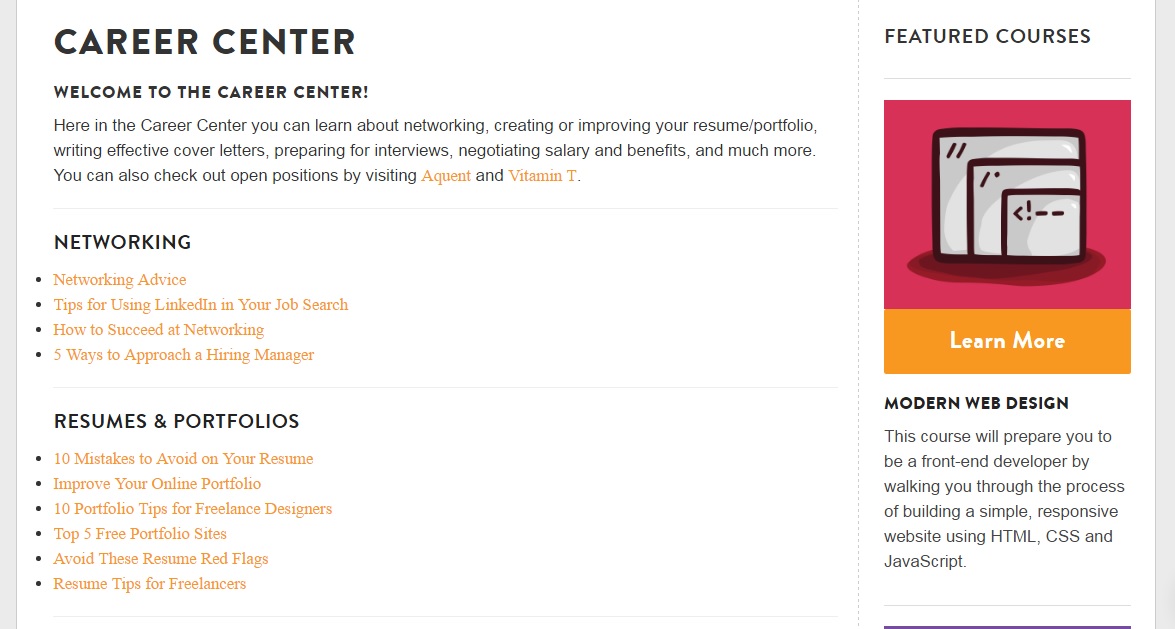 CAREER CENTER
WELCOME TO THE CAREER CENTER!
Here in the Career Center you can learn about networking, creating or improving your resume/portfolio,
writing effective cover letters, preparing for interviews, negotiating salary and benefits, and much more.
You can also check out open positions by visiting Aquent and Vitamin T.
NETWORKING
Networking Advice
Tips for Using LinkedIn in Your Job Search
How to Succeed at Networking
5 Ways to Approach a Hiring Manager
RESUMES & PORTFOLIOS
10 Mistakes to Avoid on Your Resume
Improve Your Online Portfolio
10 Portfolio Tips for Freelance Designers
Top 5 Free Portfolio Sites
Avoid These Resume Red Flags
Resume Tips for Freelancers
FEATURED COURSES
//
/*
<!--
Learn More
MODERN WEB DESIGN
This course will prepare you to
be a front-end developer by
walking you through the process
of building a simple, responsive
website using HTML, CSS and
JavaScript.